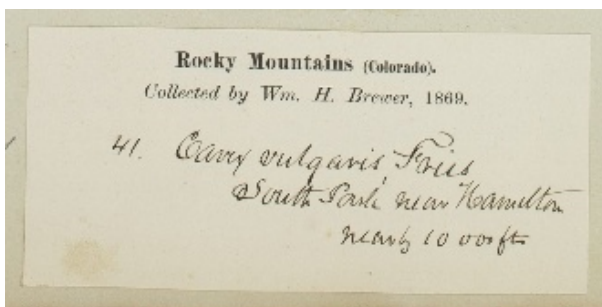 Rocky Mountains (Colorado).
Collected by Wm. H. Brewer, 1869.
41. Carex vulgaris, Fries
South Park near Hamilton
nearly 10 000 ft